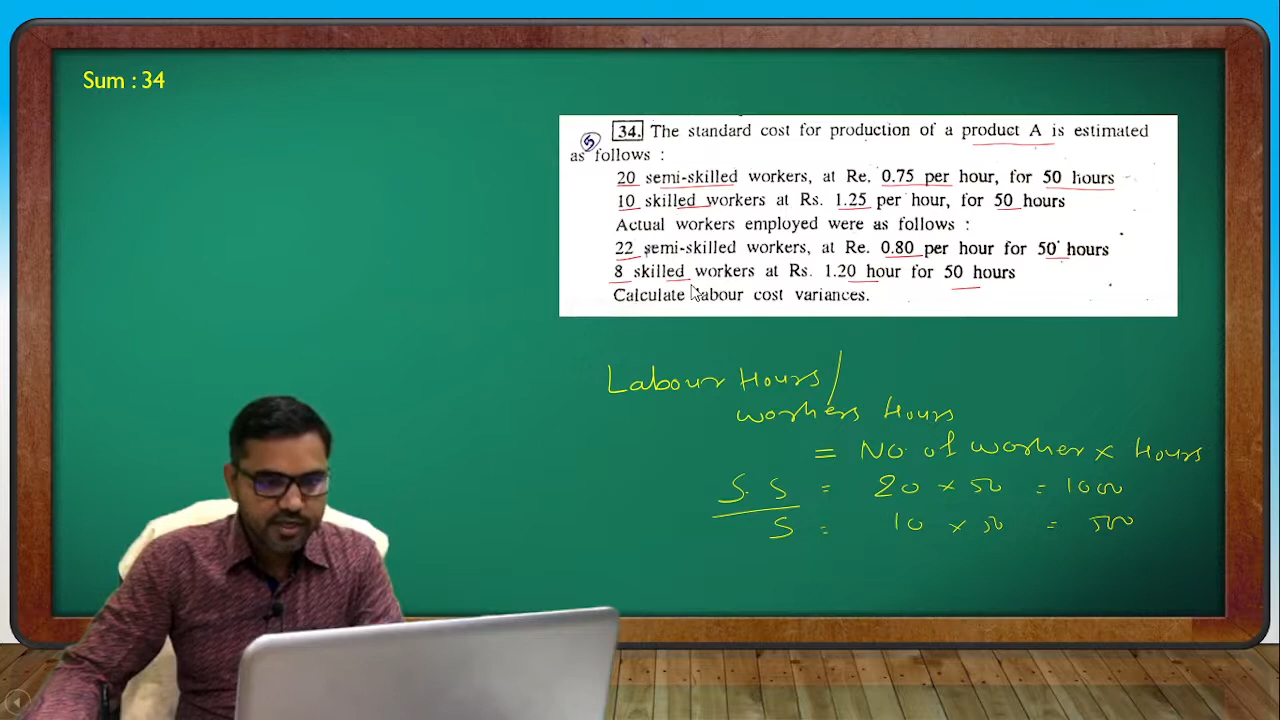 Sum : 34
5 34. The standard cost for production of a product A is estimated
as follows :
20 semi-skilled workers, at Re. 0.75 per hour, for 50 hours
10 skilled workers at Rs. 1.25 per hour, for 50 hours
Actual workers employed were as follows :
22 semi-skilled workers, at Re. 0.80 per hour for 50 hours
8 skilled workers at Rs. 1.20 hour for 50 hours
Calculate labour cost variances.
Labour Hours/
workers Hours
= No. of worker × Hours
S. S = 20 × 50 = 1000
S = 10 × 50 = 500